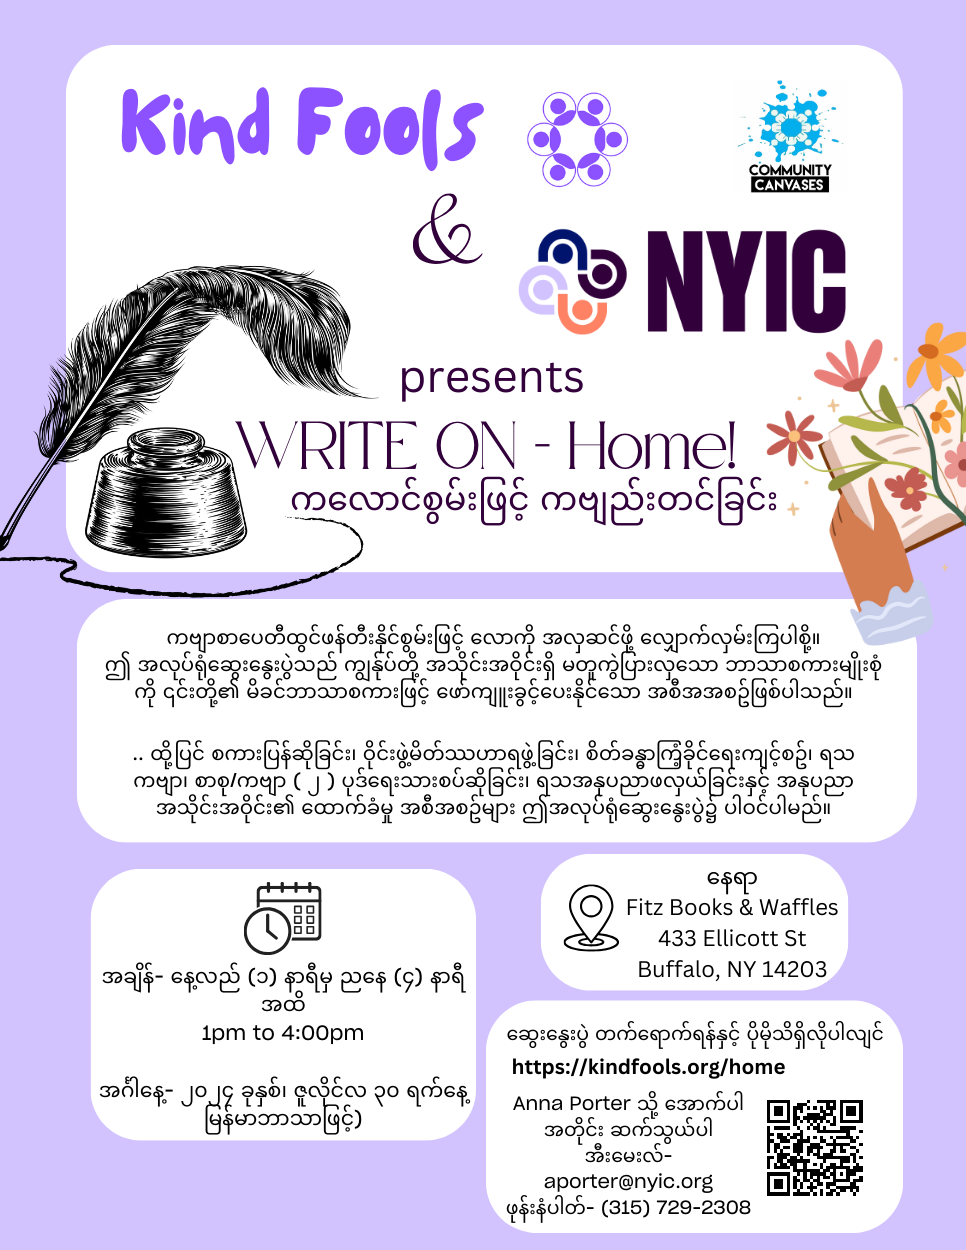 Kind Fools
COMMUNITY
CANVASES
&
NYIC
presents
WRITE ON - Home!
ကလောင်စွမ်းဖြင့် ကဗျည်းတင်ခြင်း
ကဗျာစာပေတီထွင်ဖန်တီးနိုင်စွမ်းဖြင့် လောကို အလှဆင်ဖို့ လျှောက်လှမ်းကြပါစို့။
ဤ အလုပ်ရုံဆွေးနွေးပွဲသည် ကျွန်ုပ်တို့ အသိုင်းအဝိုင်းရှိ မတူကွဲပြားလှသော ဘာသာစကားမျိုးစုံ
ကို ၎င်းတို့၏ မိခင်ဘာသာစကားဖြင့် ဖော်ကျူးခွင့်ပေးနိုင်သော အစီအအစဥ်ဖြစ်ပါသည်။
.. ထို့ပြင် စကားပြန်ဆိုခြင်း၊ ဝိုင်းဖွဲ့မိတ်သဟာရဖွဲ့ခြင်း၊ စိတ်ခန္ဓာကြံ့ခိုင်ရေးကျင့်စဥ်၊ ရသ
ကဗျာ၊ စာစု/ကဗျာ ( ၂ ) ပုဒ်ရေးသားစပ်ဆိုခြင်း၊ ရသအနုပညာဖလှယ်ခြင်းနှင့် အနုပညာ
အသိုင်းအဝိုင်း၏ ထောက်ခံမှု အစီအစဥ်များ ဤအလုပ်ရုံဆွေးနွေးပွဲ၌ ပါဝင်ပါမည်။
အချိန်- နေ့လည် (၁) နာရီမှ ညနေ (၄) နာရီ
အထိ
1pm to 4:00pm
အင်္ဂါနေ့- ၂၀၂၄ ခုနှစ်၊ ဇူလိုင်လ ၃၀ ရက်နေ့
မြန်မာဘာသာဖြင့်)
နေရာ
Fitz Books & Waffles
433 Ellicott St
Buffalo, NY 14203
ဆွေးနွေးပွဲ တက်ရောက်ရန်နှင့် ပိုမိုသိရှိလိုပါလျင်
https://kindfools.org/home
Anna Porter သို့ အောက်ပါ
အတိုင်း ဆက်သွယ်ပါ
အီးမေးလ်-
aporter@nyic.org
ဖုန်းနံပါတ်- (315) 729-2308